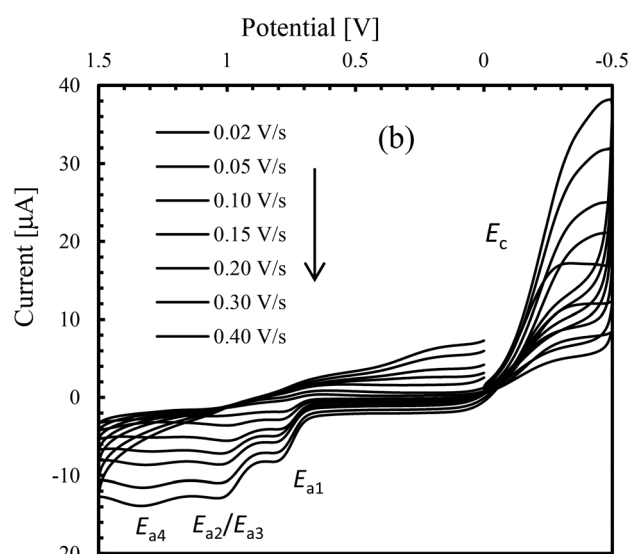 Potential [V]
1.5 1 0.5 0 -0.5
40
(b)
0.02 V/s
0.05 V/s
30
0.10 V/s
0.15 V/s
Current [µA]
20
0.20 V/s
Ec
0.30 V/s
10
0.40 V/s
0
-10
Ea1
Ea4 Ea2/Ea3
20